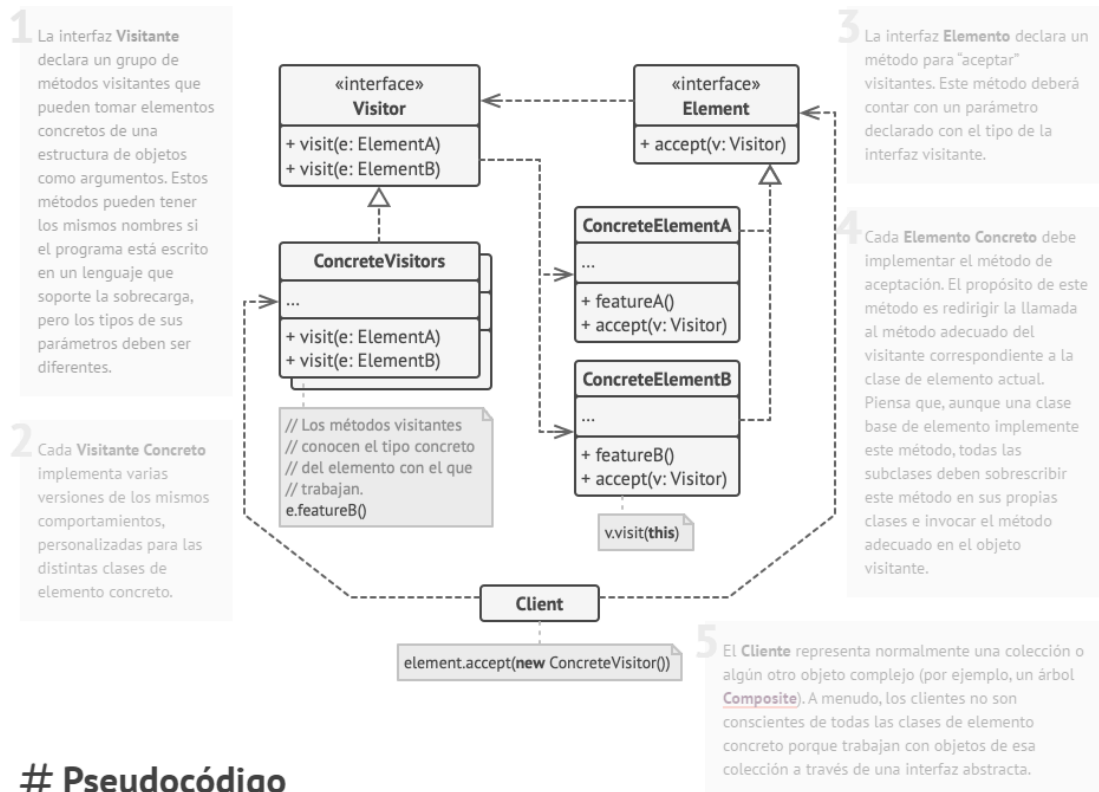 1
La interfaz Visitante
declara un grupo de
métodos visitantes que
pueden tomar elementos
concretos de una
estructura de objetos
como argumentos. Estos
métodos pueden tener
los mismos nombres si
el programa está escrito
en un lenguaje que
soporte la sobrecarga,
pero los tipos de sus
parámetros deben ser
diferentes.
2
Cada Visitante Concreto
implementa varias
versiones de los mismos
comportamientos,
personalizadas para las
distintas clases de
elemento concreto.
«interface»
Visitor
+ visit(e: ElementA)
+ visit(e: ElementB)
ConcreteVisitors
...
+ visit(e: ElementA)
+ visit(e: ElementB)
// Los métodos visitantes
// conocen el tipo concreto
// del elemento con el que
// trabajan.
e.featureB()
«interface»
Element
+ accept(v: Visitor)
ConcreteElementA
...
+ featureA()
+ accept(v: Visitor)
ConcreteElementB
...
+ featureB()
+ accept(v: Visitor)
v.visit(this)
Client
element.accept(new ConcreteVisitor())
3
La interfaz Elemento declara un
método para “aceptar”
visitantes. Este método deberá
contar con un parámetro
declarado con el tipo de la
interfaz visitante.
4
Cada Elemento Concreto debe
implementar el método de
aceptación. El propósito de este
método es redirigir la llamada
al método adecuado del
visitante correspondiente a la
clase de elemento actual.
Piensa que, aunque una clase
base de elemento implemente
este método, todas las
subclases deben sobrescribir
este método en sus propias
clases e invocar el método
adecuado en el objeto
visitante.
5
El Cliente representa normalmente una colección o
algún otro objeto complejo (por ejemplo, un árbol
Composite). A menudo, los clientes no son
conscientes de todas las clases de elemento
concreto porque trabajan con objetos de esa
colección a través de una interfaz abstracta.
# Pseudocódigo